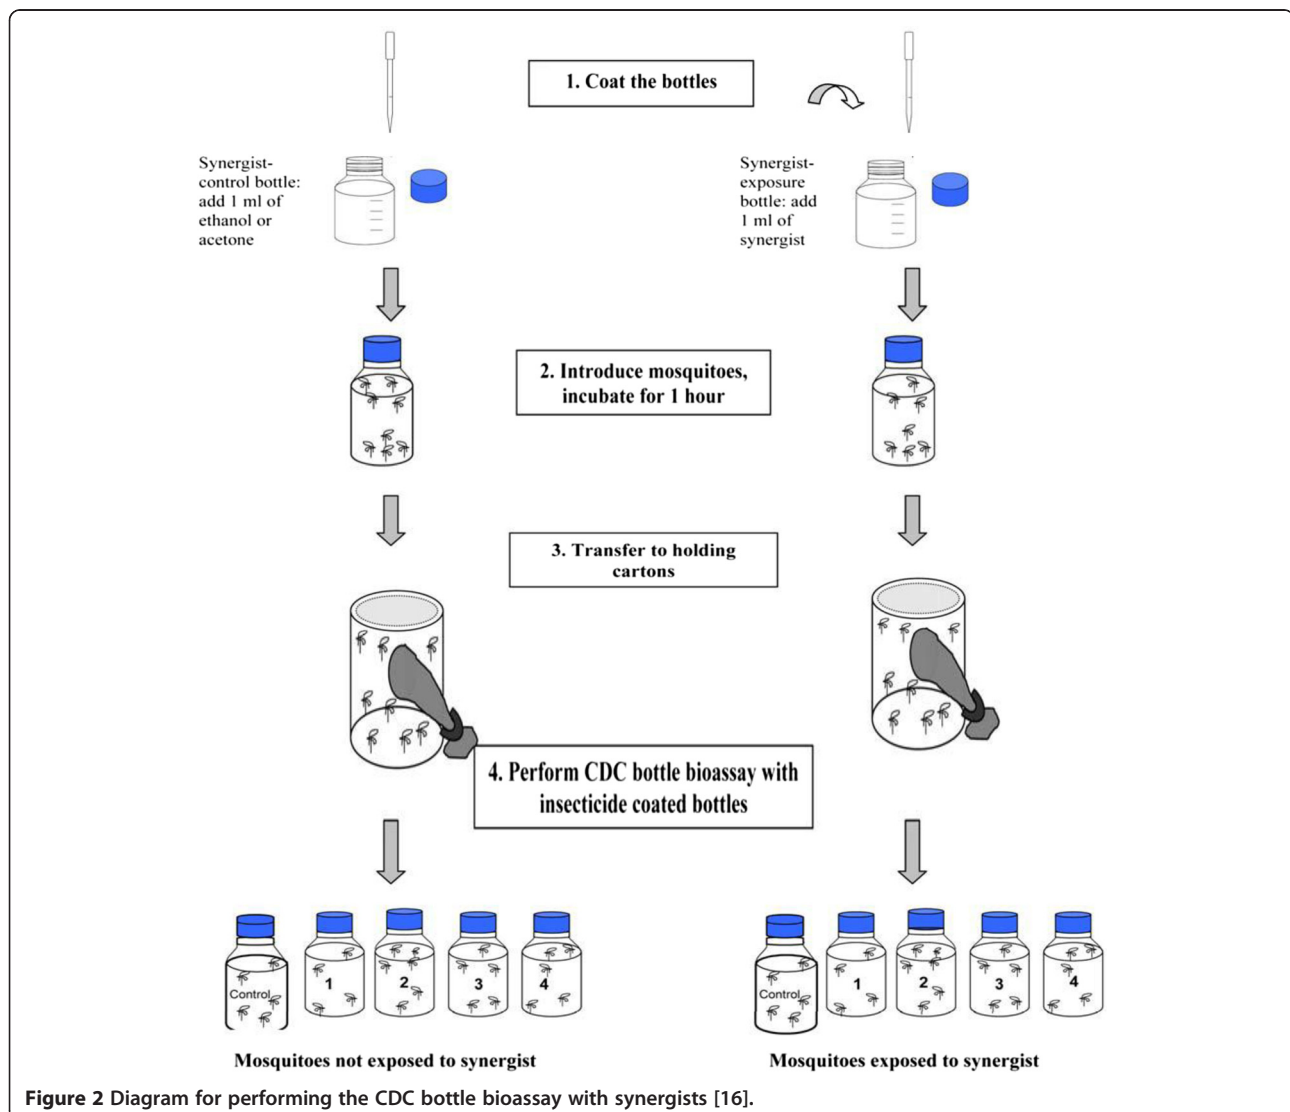 1. Coat the bottles
Synergist-
control bottle:
add 1 ml of
ethanol or
acetone
Synergist-
exposure
bottle: add
1 ml of
synergist
2. Introduce mosquitoes,
incubate for 1 hour
3. Transfer to holding
cartons
4. Perform CDC bottle bioassay with
insecticide coated bottles
Control
1
2
3
4
Control
1
2
3
4
Mosquitoes not exposed to synergist
Mosquitoes exposed to synergist
Figure 2 Diagram for performing the CDC bottle bioassay with synergists [16].